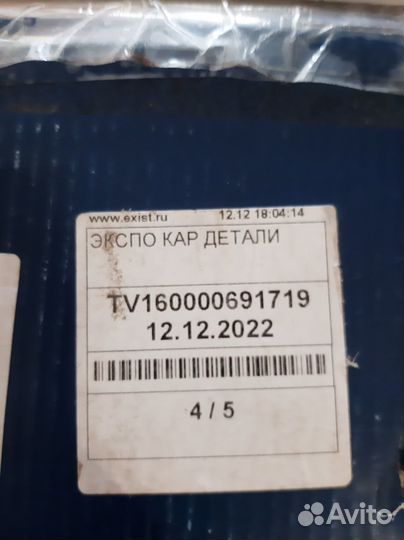 www.exist.ru 12.12 18:04:14
ЭКСПО КАР ДЕТАЛИ
TV160000691719
12.12.2022
4 / 5
Avito